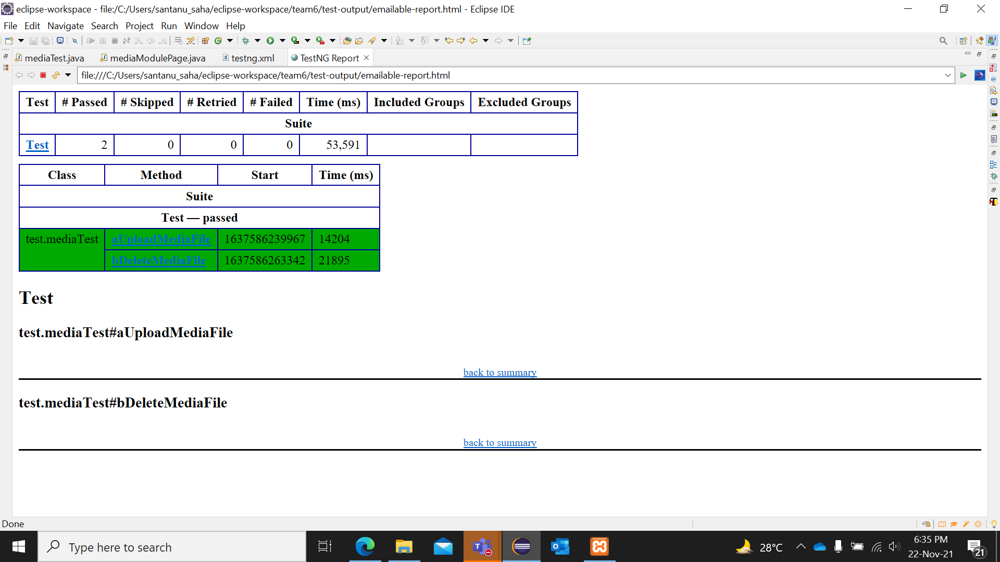 eclipse-workspace - file:/C:/Users/santanu_saha/eclipse-workspace/team6/test-output/emailable-report.html - Eclipse IDE
File Edit Navigate Search Project Run Window Help
mediaTest.java mediaModulePage.java testng.xml TestNG Report
file:///C:/Users/santanu_saha/eclipse-workspace/team6/test-output/emailable-report.html
Test # Passed # Skipped # Retried # Failed Time (ms) Included Groups Excluded Groups
Suite
Test 2 0 0 0 53,591
Class Method Start Time (ms)
Suite
Test — passed
test.mediaTest aUploadMediaFile 1637586239967 14204
bDeleteMediaFile 1637586263342 21895
Test
test.mediaTest#aUploadMediaFile
back to summary
test.mediaTest#bDeleteMediaFile
back to summary
Done
Type here to search
28°C
6:35 PM
22-Nov-21
21